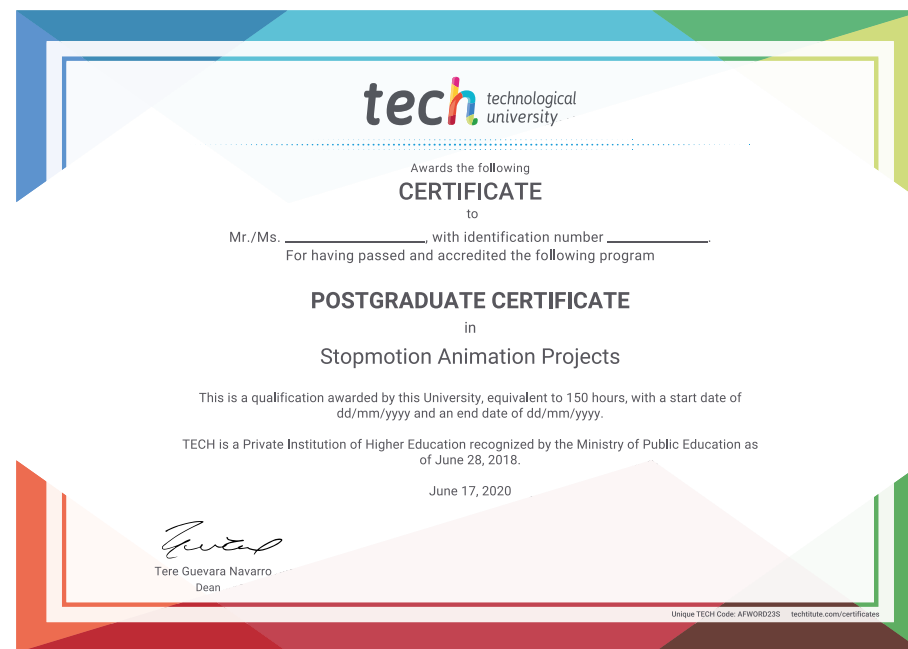 tech technological
university
Awards the following
CERTIFICATE
to
Mr./Ms. ____________________, with identification number ______________.
For having passed and accredited the following program
POSTGRADUATE CERTIFICATE
in
Stopmotion Animation Projects
This is a qualification awarded by this University, equivalent to 150 hours, with a start date of
dd/mm/yyyy and an end date of dd/mm/yyyy.
TECH is a Private Institution of Higher Education recognized by the Ministry of Public Education as
of June 28, 2018.
June 17, 2020
Tere Guevara Navarro
Dean
Unique TECH Code: AFWORD23S techtitute.com/certificates